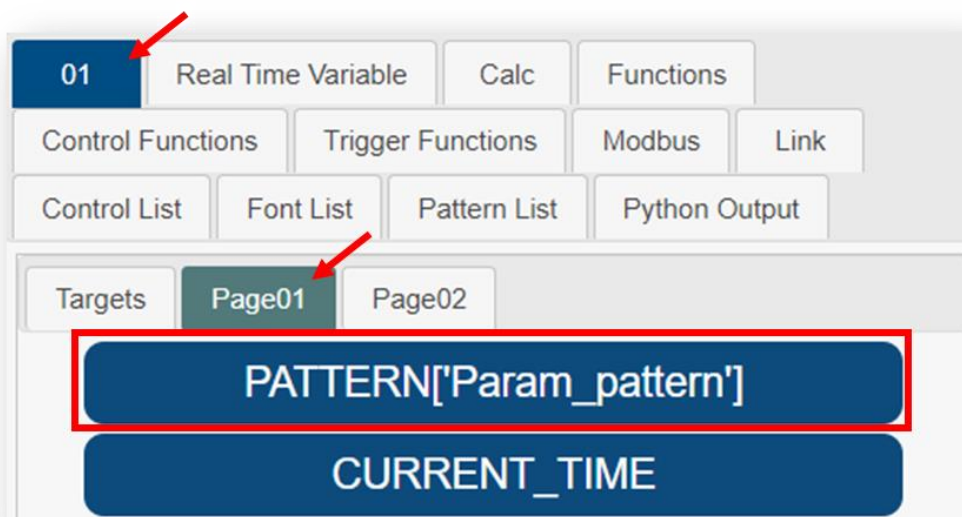 01 Real Time Variable Calc Functions
Control Functions Trigger Functions Modbus Link
Control List Font List Pattern List Python Output
Targets Page01 Page02
PATTERN['Param_pattern']
CURRENT_TIME